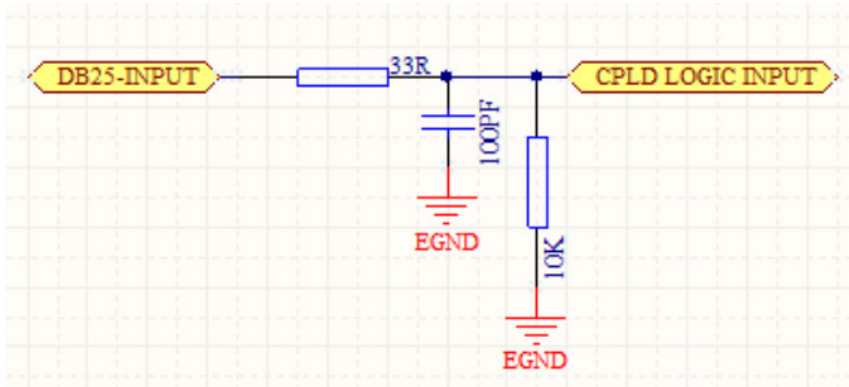 DB25-INPUT
33R
CPLD LOGIC INPUT
100PF
EGND
10K
EGND